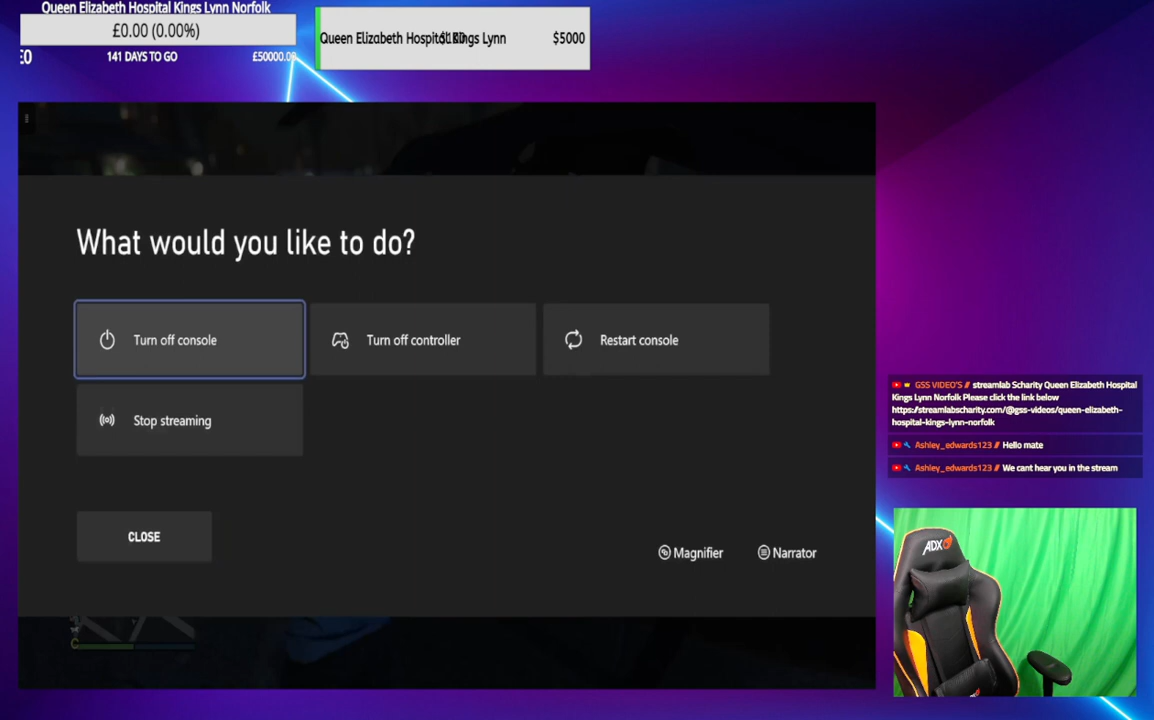 Queen Elizabeth Hospital Kings Lynn Norfolk
£0.00 (0.00%)
141 DAYS TO GO
£50000.00
Queen Elizabeth Hospital Kings Lynn
$5000
What would you like to do?
Turn off console
Turn off controller
Restart console
Stop streaming
CLOSE
Magnifier
Narrator
GSS VIDEO'S // streamlab Scharity Queen Elizabeth Hospital
Kings Lynn Norfolk Please click the link below
https://streamlabscharity.com/@gss-videos/queen-elizabeth-
hospital-kings-lynn-norfolk
Ashley_edwards123 // Hello mate
Ashley_edwards123 // We cant hear you in the stream
ADX